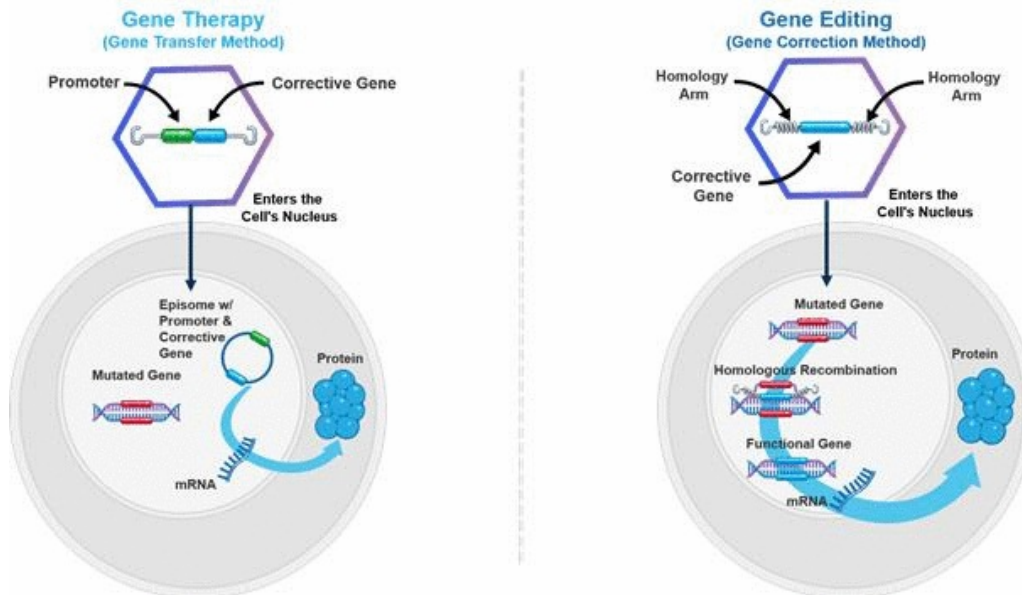 Gene Therapy
(Gene Transfer Method)
Promoter
Corrective Gene
Enters the
Cell's Nucleus
Episome w/
Promoter &
Corrective
Gene
Mutated Gene
Protein
mRNA
Gene Editing
(Gene Correction Method)
Homology
Arm
Homology
Arm
Corrective
Gene
Enters the
Cell's Nucleus
Mutated Gene
Homologous Recombination
Protein
Functional Gene
mRNA